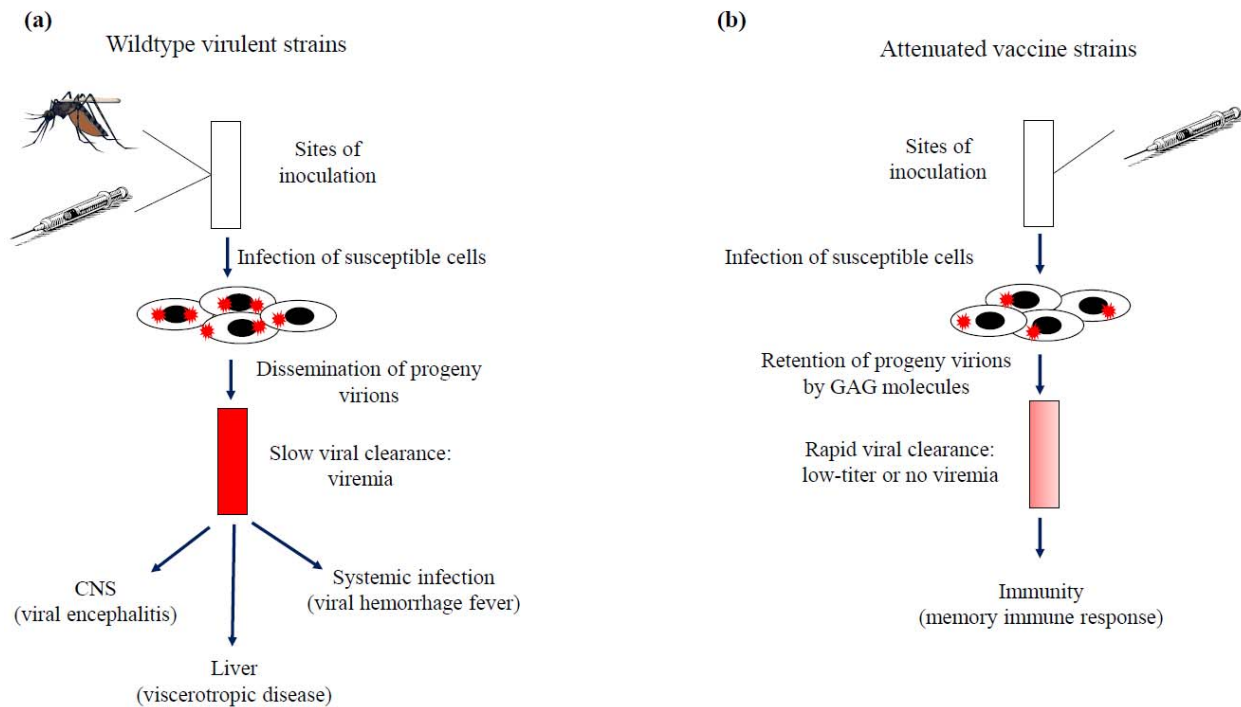 (a)
Wildtype virulent strains
Sites of
inoculation
Infection of susceptible cells
Dissemination of progeny
virions
Slow viral clearance:
viremia
CNS
(viral encephalitis)
Systemic infection
(viral hemorrhage fever)
Liver
(viscerotropic disease)
(b)
Attenuated vaccine strains
Sites of
inoculation
Infection of susceptible cells
Retention of progeny virions
by GAG molecules
Rapid viral clearance:
low-titer or no viremia
Immunity
(memory immune response)